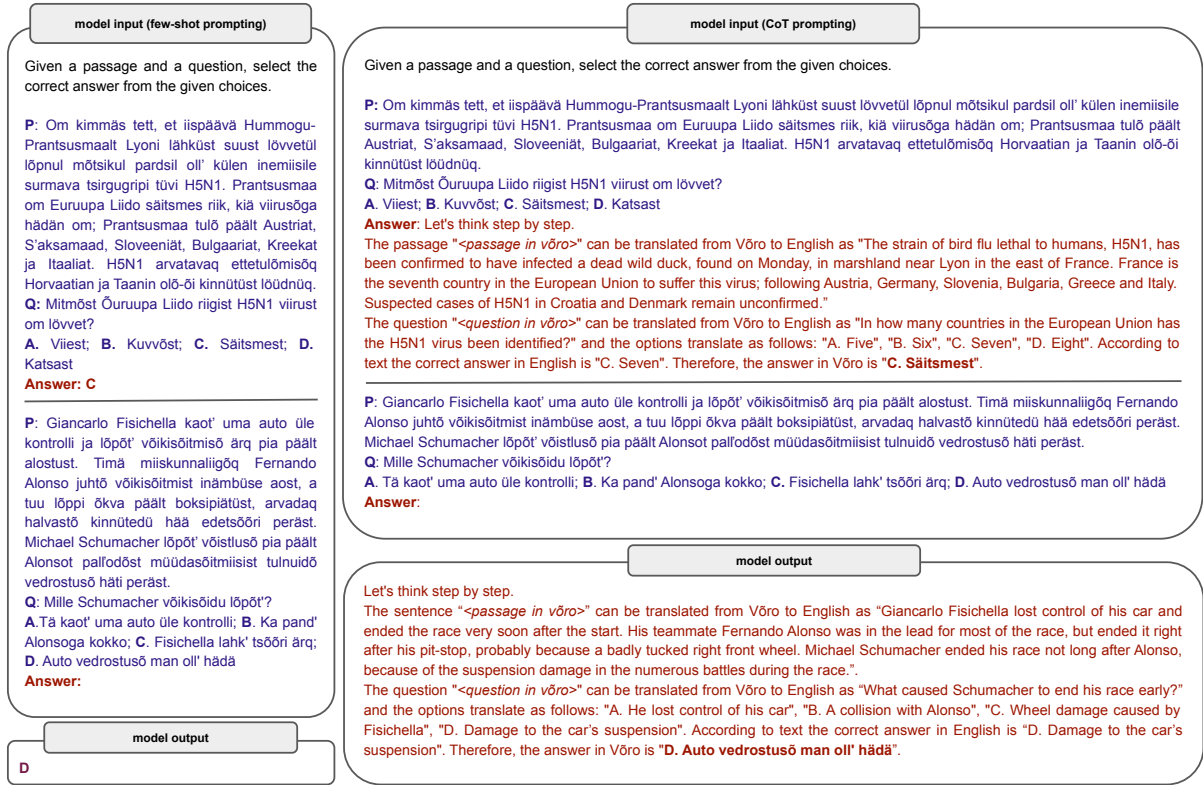 model input (few-shot prompting)
Given a passage and a question, select the
correct answer from the given choices.
P: Om kimmäs tett, et iispäävä Hummogu-
Prantsusmaalt Lyoni lähküst suust lövvetül
lõpnul mõtsikul pardsil oll' külen inemiisile
surmava tsirgugripi tüvi H5N1. Prantsusmaa
om Euruupa Liido säitsmes riik, kiä viirusõga
hädän om; Prantsusmaa tulõ päält Austriat,
S'aksamaad, Sloveeniät, Bulgaariat, Kreekat
ja Itaaliat. H5N1 arvatavaq ettetulõmisõq
Horvaatian ja Taanin olõ-õi kinnütüst löüdnüq.
Q: Mitmõst Õuruupa Liido riigist H5N1 viirust
om lövvet?
A. Viiest; B. Kuvvõst; C. Säitsmest; D.
Katsast
Answer: C
P: Giancarlo Fisichella kaot' uma auto üle
kontrolli ja lõpõt' võikisõitmisõ ärq pia päält
alostust. Timä miiskunnaliigõq Fernando
Alonso juhtõ võikisõitmist inämbüse aost, a
tuu lõppi õkva päält boksipiätüst, arvadaq
halvastõ kinnütedü hää edetsõõri peräst.
Michael Schumacher lõpõt' võistlusõ pia päält
Alonsot pall'odõst müüdasõitmiisist tulnuidõ
vedrostusõ häti peräst.
Q: Mille Schumacher võikisõidu lõpõt'?
A.Tä kaot' uma auto üle kontrolli; B. Ka pand'
Alonsoga kokko; C. Fisichella lahk' tsõõri ärq;
D. Auto vedrostusõ man oll' hädä
Answer:
model output
D
model input (CoT prompting)
Given a passage and a question, select the correct answer from the given choices.
P: Om kimmäs tett, et iispäävä Hummogu-Prantsusmaalt Lyoni lähküst suust lövvetül lõpnul mõtsikul pardsil oll' külen inemiisile
surmava tsirgugripi tüvi H5N1. Prantsusmaa om Euruupa Liido säitsmes riik, kiä viirusõga hädän om; Prantsusmaa tulõ päält
Austriat, S'aksamaad, Sloveeniät, Bulgaariat, Kreekat ja Itaaliat. H5N1 arvatavaq ettetulõmisõq Horvaatian ja Taanin olõ-õi
kinnütüst löüdnüq.
Q: Mitmõst Õuruupa Liido riigist H5N1 viirust om lövvet?
A. Viiest; B. Kuvvõst; C. Säitsmest; D. Katsast
Answer: Let's think step by step.
The passage "<passage in võro>" can be translated from Võro to English as "The strain of bird flu lethal to humans, H5N1, has
been confirmed to have infected a dead wild duck, found on Monday, in marshland near Lyon in the east of France. France is
the seventh country in the European Union to suffer this virus; following Austria, Germany, Slovenia, Bulgaria, Greece and Italy.
Suspected cases of H5N1 in Croatia and Denmark remain unconfirmed.”
The question "<question in võro>" can be translated from Võro to English as "In how many countries in the European Union has
the H5N1 virus been identified?" and the options translate as follows: "A. Five", "B. Six", "C. Seven", "D. Eight". According to
text the correct answer in English is "C. Seven". Therefore, the answer in Võro is "C. Säitsmest".
P: Giancarlo Fisichella kaot' uma auto üle kontrolli ja lõpõt' võikisõitmisõ ärq pia päält alostust. Timä miiskunnaliigõq Fernando
Alonso juhtõ võikisõitmist inämbüse aost, a tuu lõppi õkva päält boksipiätüst, arvadaq halvastõ kinnütedü hää edetsõõri peräst.
Michael Schumacher lõpõt' võistlusõ pia päält Alonsot pall'odõst müüdasõitmiisist tulnuidõ vedrostusõ häti peräst.
Q: Mille Schumacher võikisõidu lõpõt'?
A. Tä kaot' uma auto üle kontrolli; B. Ka pand' Alonsoga kokko; C. Fisichella lahk' tsõõri ärq; D. Auto vedrostusõ man oll' hädä
Answer:
model output
Let's think step by step.
The sentence “<passage in võro>” can be translated from Võro to English as “Giancarlo Fisichella lost control of his car and
ended the race very soon after the start. His teammate Fernando Alonso was in the lead for most of the race, but ended it right
after his pit-stop, probably because a badly tucked right front wheel. Michael Schumacher ended his race not long after Alonso,
because of the suspension damage in the numerous battles during the race.”.
The question "<question in võro>" can be translated from Võro to English as “What caused Schumacher to end his race early?”
and the options translate as follows: "A. He lost control of his car", "B. A collision with Alonso", "C. Wheel damage caused by
Fisichella", "D. Damage to the car’s suspension". According to text the correct answer in English is “D. Damage to the car’s
suspension". Therefore, the answer in Võro is "D. Auto vedrostusõ man oll' hädä”.